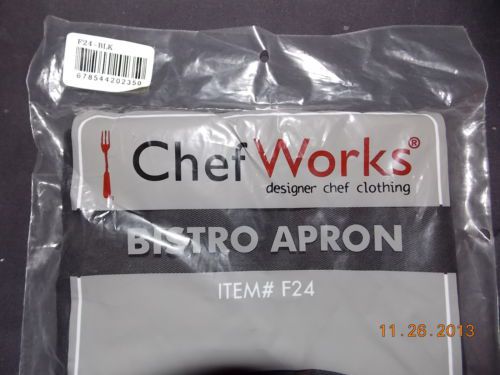 F24-BLK
678544202350
Chef Works®
designer chef clothing
BISTRO APRON
ITEM# F24
11.26.2013